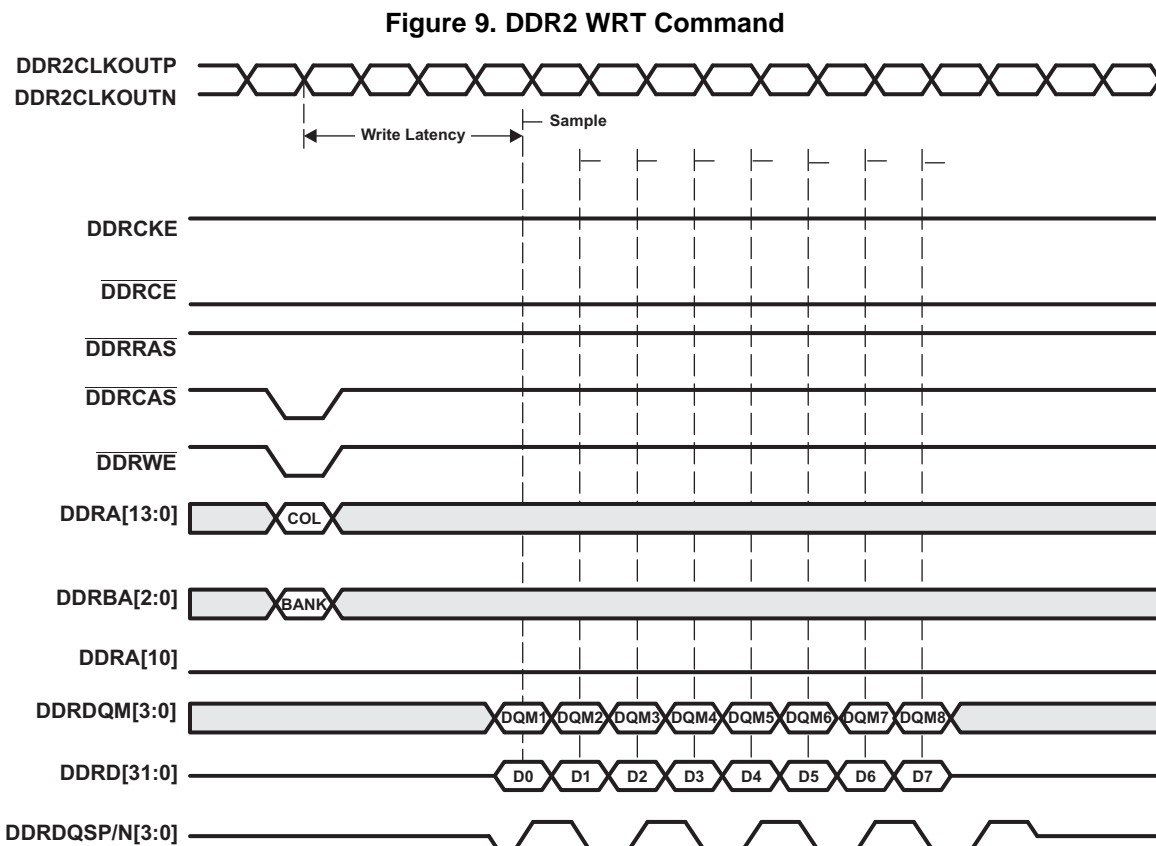 Figure 9. DDR2 WRT Command
DDR2CLKOUTP
DDR2CLKOUTN
Sample
Write Latency
DDRCKE
DDRCE
DDRRAS
DDRCAS
DDRWE
DDRA[13:0]
COL
DDRBA[2:0]
BANK
DDRA[10]
DDRDQM[3:0]
DQM1 DQM2 DQM3 DQM4 DQM5 DQM6 DQM7 DQM8
DDRD[31:0]
D0 D1 D2 D3 D4 D5 D6 D7
DDRDQSP/N[3:0]